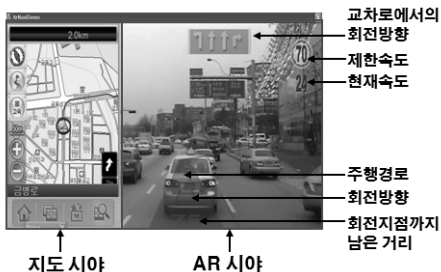 ArNaviDemo
2.0km
교차로에서의
회전방향
70
제한속도
24
현재속도
주행경로
회전방향
회전지점까지
남은 거리
지도 시야
AR 시야